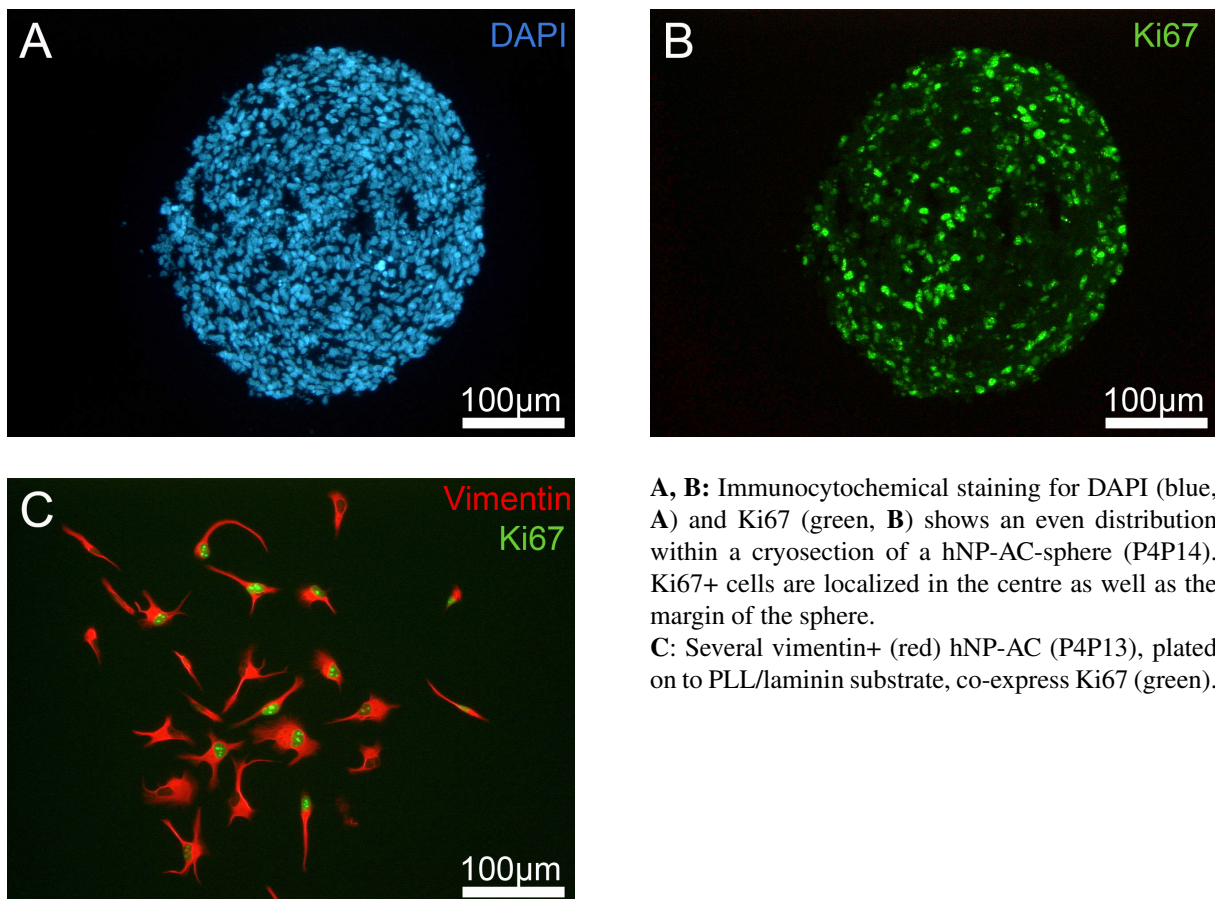 A
DAPI
100µm
B
Ki67
100µm
C
Vimentin
Ki67
100µm
A, B: Immunocytochemical staining for DAPI (blue,
A) and Ki67 (green, B) shows an even distribution
within a cryosection of a hNP-AC-sphere (P4P14).
Ki67+ cells are localized in the centre as well as the
margin of the sphere.
C: Several vimentin+ (red) hNP-AC (P4P13), plated
on to PLL/laminin substrate, co-express Ki67 (green).